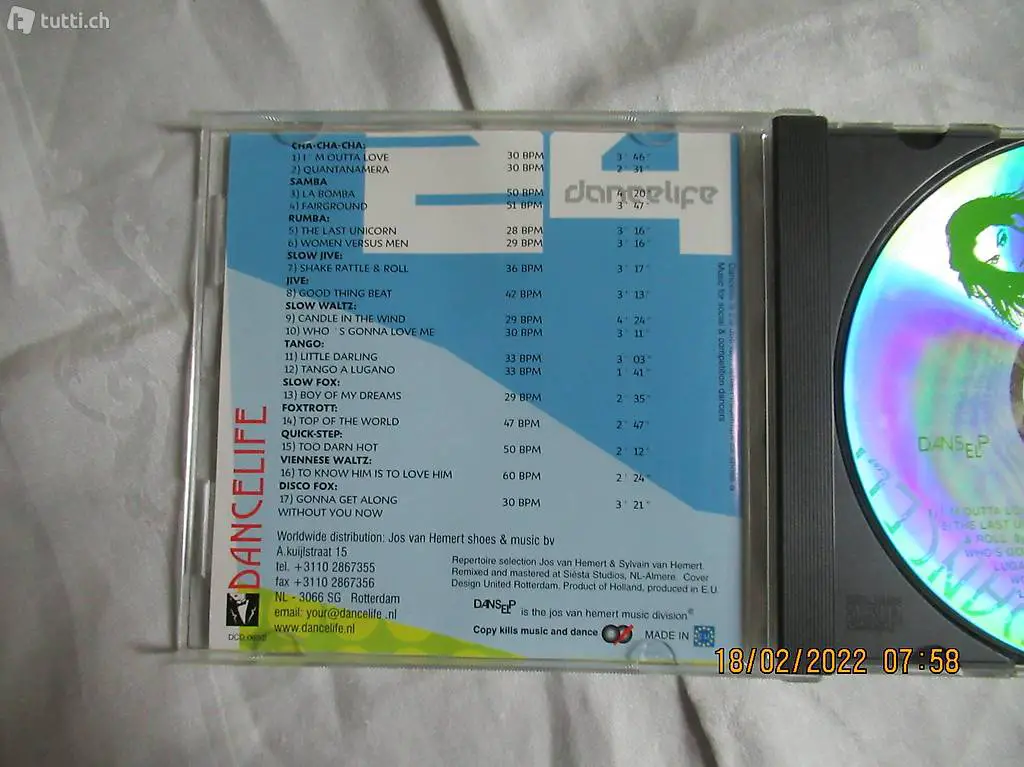 tutti.ch
CHA-CHA-CHA:
1) I´M OUTTA LOVE 30 BPM 3´ 46"
2) QUANTANAMERA 30 BPM 2´ 31"
SAMBA
3) LA BOMBA 50 BPM 4´ 20"
4) FAIRGROUND 51 BPM 3´ 47"
RUMBA:
5) THE LAST UNICORN 28 BPM 3´ 16"
6) WOMEN VERSUS MEN 29 BPM 3´ 16"
SLOW JIVE:
7) SHAKE RATTLE & ROLL 36 BPM 3´ 17"
JIVE:
8) GOOD THING BEAT 42 BPM 3´ 13"
SLOW WALTZ:
9) CANDLE IN THE WIND 29 BPM 4´ 24"
10) WHO´S GONNA LOVE ME 30 BPM 3´ 11"
TANGO:
11) LITTLE DARLING 33 BPM 3´ 03"
12) TANGO A LUGANO 33 BPM 1´ 41"
SLOW FOX:
13) BOY OF MY DREAMS 29 BPM 2´ 35"
FOXTROTT:
14) TOP OF THE WORLD 47 BPM 2´ 47"
QUICK-STEP:
15) TOO DARN HOT 50 BPM 2´ 12"
VIENNESE WALTZ:
16) TO KNOW HIM IS TO LOVE HIM 60 BPM 2´ 24"
DISCO FOX:
17) GONNA GET ALONG 30 BPM 3´ 21"
WITHOUT YOU NOW
dancelife
Music for social & competition dancers
DANCELIFE
Worldwide distribution: Jos van Hemert shoes & music bv
A.kuijlstraat 15
tel. +3110 2867355
fax +3110 2867356
NL - 3066 SG Rotterdam
email: your@dancelife .nl
www.dancelife.nl
Repertoire selection Jos van Hemert & Sylvain van Hemert.
Remixed and mastered at Siësta Studios, NL-Almere. Cover
Design United Rotterdam. Product of Holland, produced in E.U.
DANSELP is the jos van hemert music division®
Copy kills music and dance MADE IN
DANSELP
18/02/2022 07:58